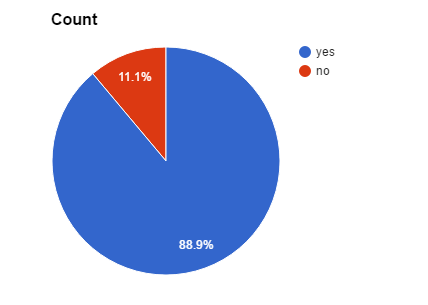 Count
yes
no
11.1%
88.9%